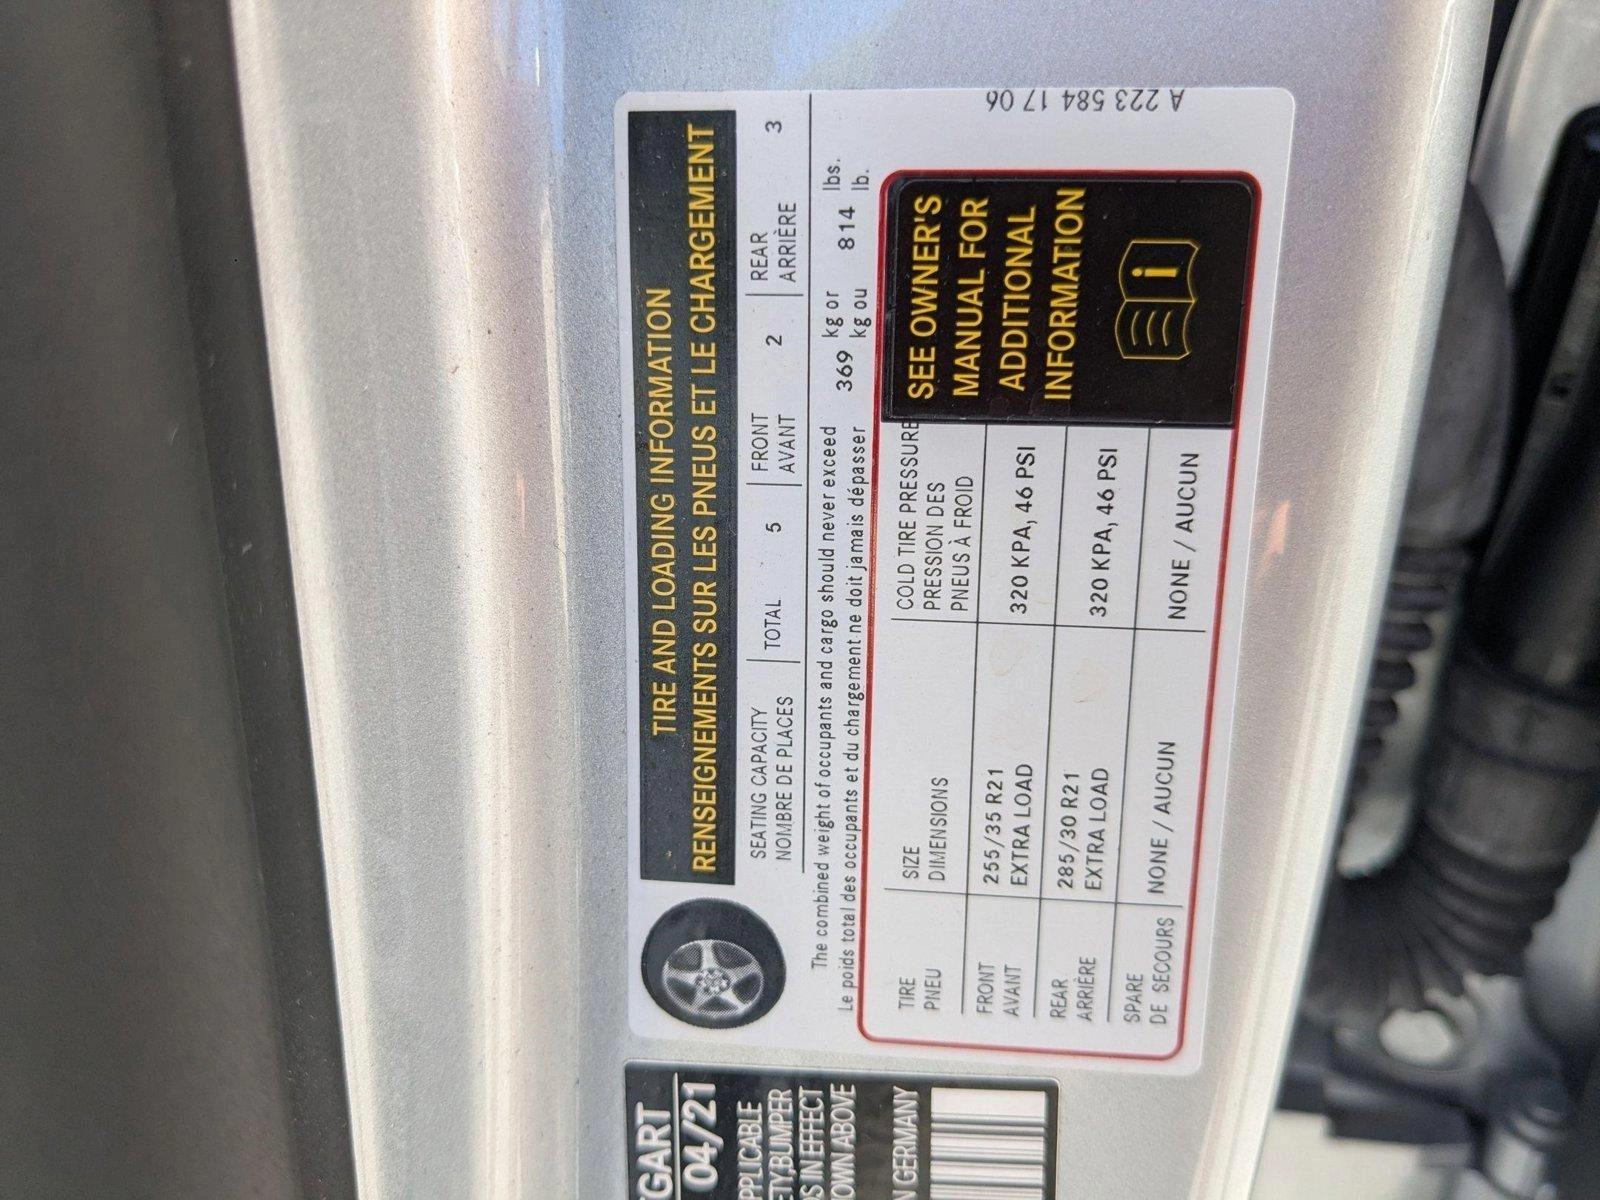 TIRE AND LOADING INFORMATION
RENSEIGNEMENTS SUR LES PNEUS ET LE CHARGEMENT
SEATING CAPACITY TOTAL 5 FRONT 2 REAR 3
NOMBRE DE PLACES AVANT ARRIÈRE
The combined weight of occupants and cargo should never exceed 369 kg or 814 lbs.
Le poids total des occupants et du chargement ne doit jamais dépasser kg ou lb.
TIRE SIZE COLD TIRE PRESSURE
PNEU DIMENSIONS PRESSION DES
PNEUS À FROID
FRONT 255/35 R21
AVANT EXTRA LOAD 320 KPA, 46 PSI
REAR 285/30 R21
ARRIÈRE EXTRA LOAD 320 KPA, 46 PSI
SPARE
DE SECOURS NONE / AUCUN NONE / AUCUN
SEE OWNER'S
MANUAL FOR
ADDITIONAL
INFORMATION
A 223 584 17 06
04/21
IN EFFECT
ABOVE
GERMANY